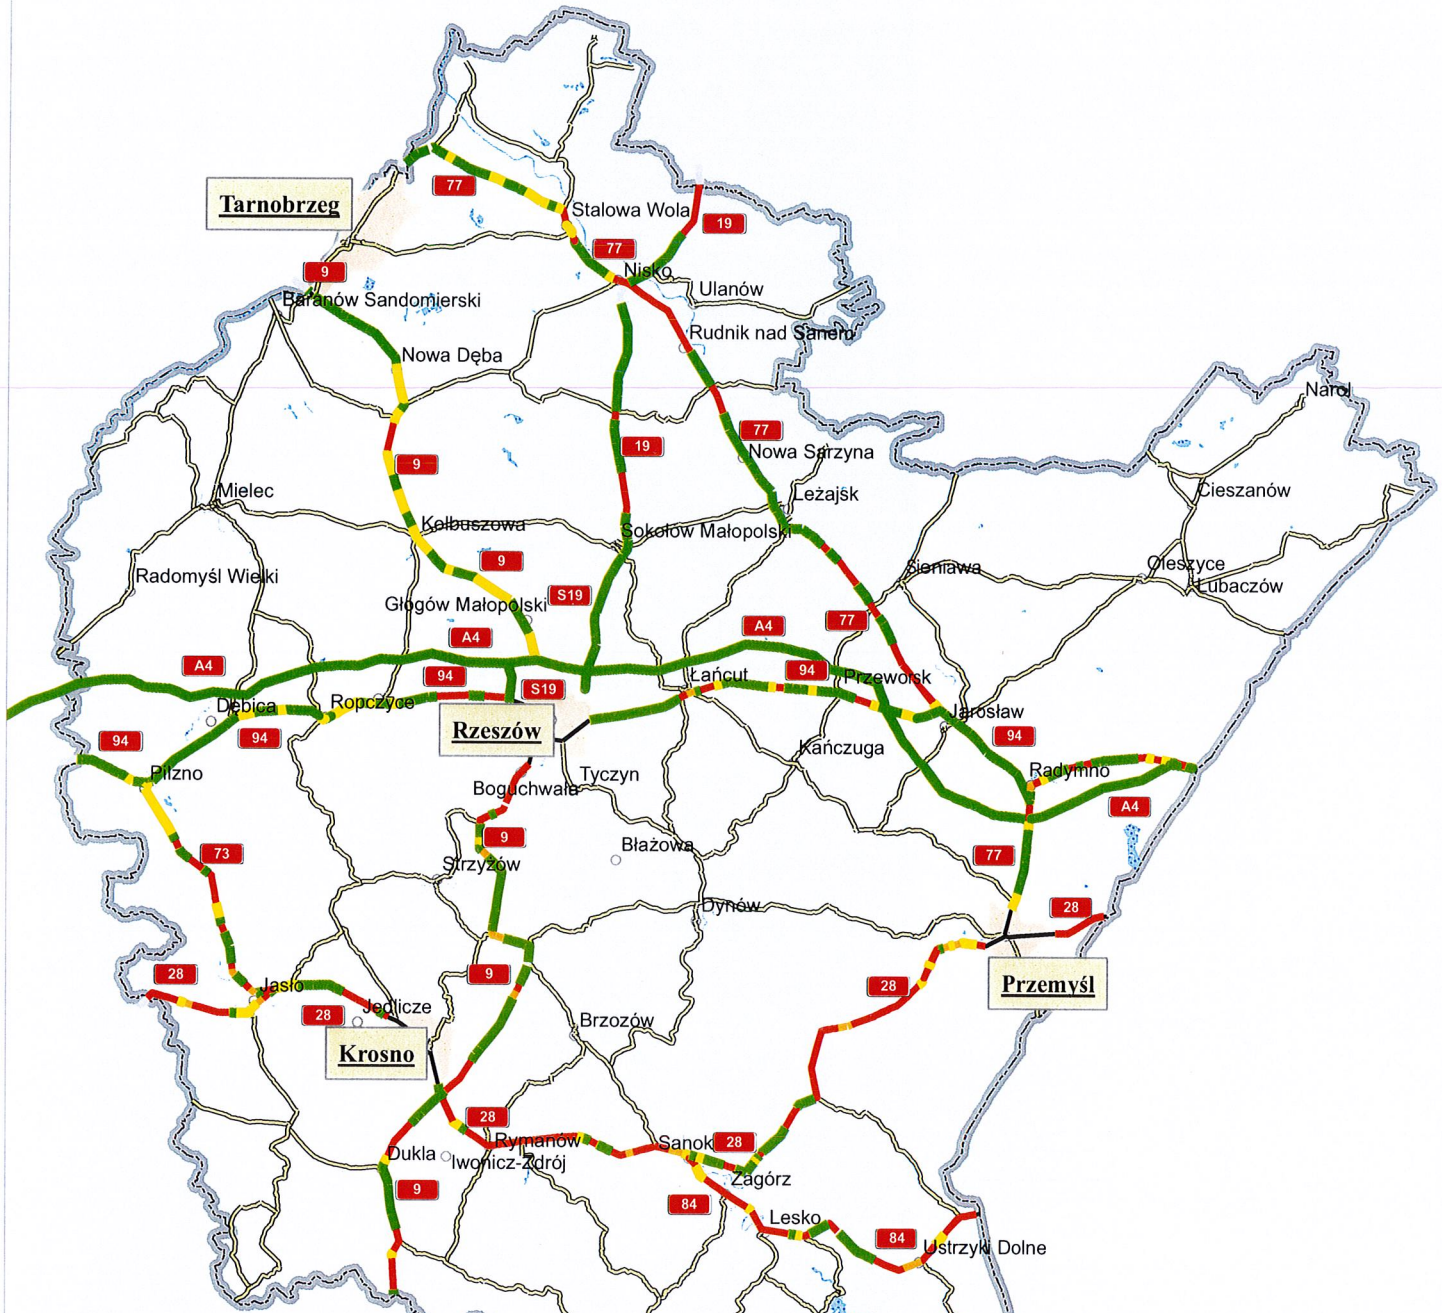 77
Tarnobrzeg
Stalowa Wola
19
77
9
Nisko
Ulanów
Baranów Sandomierski
Rudnik nad Sanem
Nowa Dęba
Narol
77
19
9
Nowa Sarzyna
Mielec
Leżajsk
Cieszanów
Kolbuszowa
Sokołów Małopolski
9
Sieniawa
Oleszyce
Radomyśl Wielki
Lubaczów
S19
Głogów Małopolski
77
A4
A4
A4
94
94
Łańcut
Przeworsk
S19
Dębica
Ropczyce
Jarosław
Rzeszów
94
94
94
Kańczuga
Pilzno
Tyczyn
Radymno
Boguchwała
A4
9
Błażowa
73
77
Strzyżów
Dynów
28
28
9
Przemyśl
Jasło
28
Jedlicze
28
Brzozów
Krosno
28
Rymanów
Sanok
28
Dukla
Iwonicz-Zdrój
Zagórz
9
84
Lesko
84
Ustrzyki Dolne